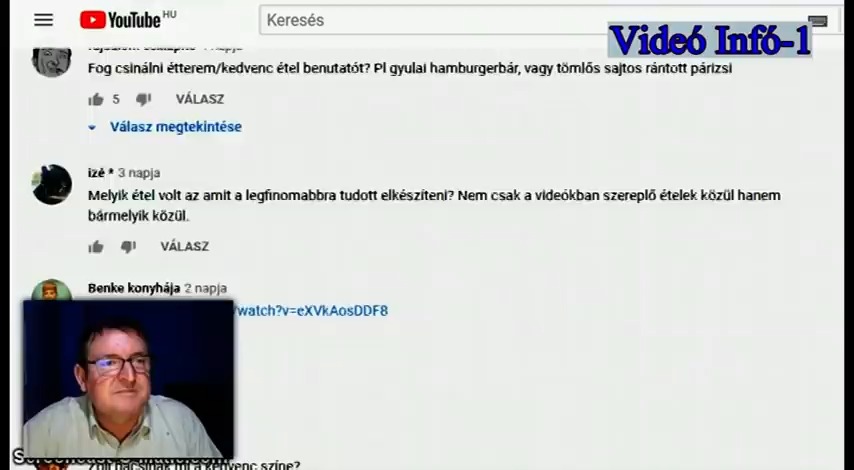 YouTube HU
Keresés
Videó Infó-1
Fog csinálni étterem/kedvenc étel benutatót? Pl gyulai hamburgerbár, vagy tömlős sajtos rántott párizsi
5 VÁLASZ
Válasz megtekintése
izé * 3 napja
Melyik étel volt az amit a legfinomabbra tudott elkészíteni? Nem csak a videókban szereplő ételek közül hanem
bármelyik közül.
VÁLASZ
Benke konyhája 2 napja
/watch?v=eXVkAosDDF8
kedvenc színe?